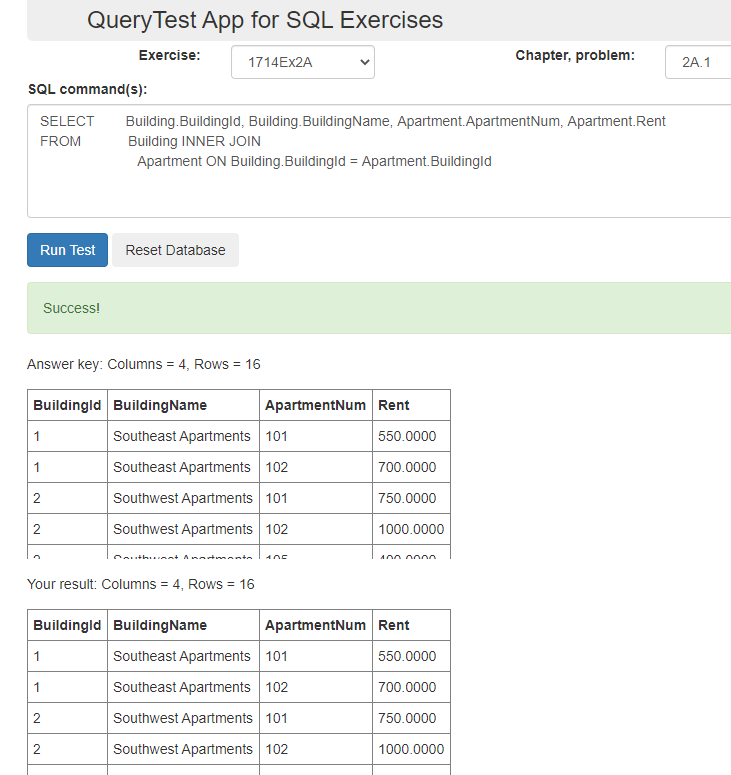 QueryTest App for SQL Exercises
Exercise: 1714Ex2A Chapter, problem: 2A.1
SQL command(s):
SELECT Building.BuildingId, Building.BuildingName, Apartment.ApartmentNum, Apartment.Rent
FROM Building INNER JOIN
Apartment ON Building.BuildingId = Apartment.BuildingId
Run Test Reset Database
Success!
Answer key: Columns = 4, Rows = 16
BuildingId BuildingName ApartmentNum Rent
1 Southeast Apartments 101 550.0000
1 Southeast Apartments 102 700.0000
2 Southwest Apartments 101 750.0000
2 Southwest Apartments 102 1000.0000
2 Southwest Apartments 105
Your result: Columns = 4, Rows = 16
BuildingId BuildingName ApartmentNum Rent
1 Southeast Apartments 101 550.0000
1 Southeast Apartments 102 700.0000
2 Southwest Apartments 101 750.0000
2 Southwest Apartments 102 1000.0000